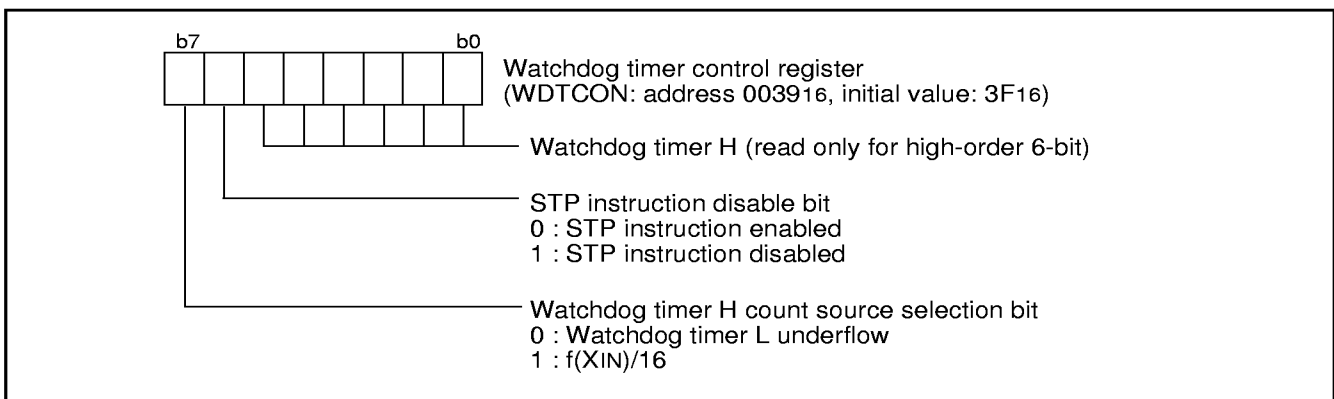 b7 b0
Watchdog timer control register
(WDTCON: address 003916, initial value: 3F16)
Watchdog timer H (read only for high-order 6-bit)
STP instruction disable bit
0 : STP instruction enabled
1 : STP instruction disabled
Watchdog timer H count source selection bit
0 : Watchdog timer L underflow
1 : f(XIN)/16